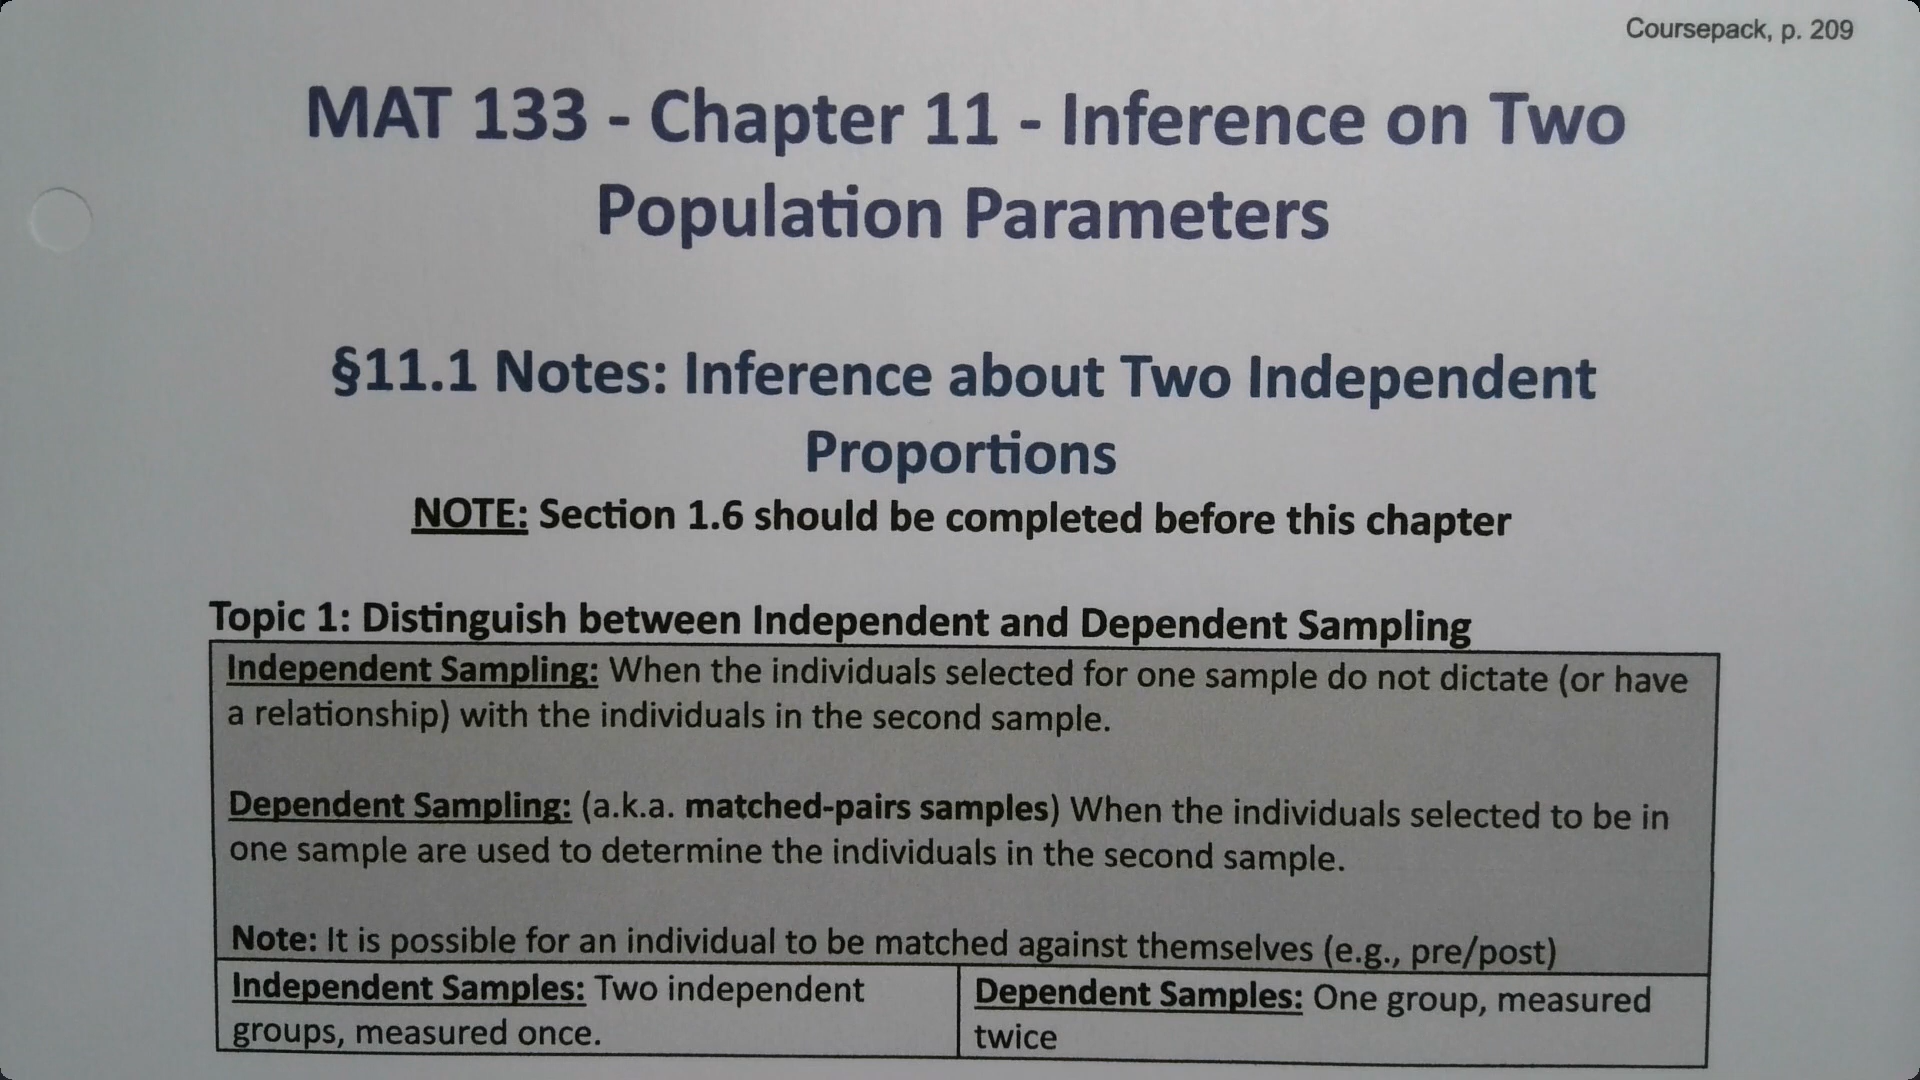 Coursepack, p. 209
MAT 133 - Chapter 11 - Inference on Two
Population Parameters
§11.1 Notes: Inference about Two Independent
Proportions
NOTE: Section 1.6 should be completed before this chapter
Topic 1: Distinguish between Independent and Dependent Sampling
Independent Sampling: When the individuals selected for one sample do not dictate (or have
a relationship) with the individuals in the second sample.
Dependent Sampling: (a.k.a. matched-pairs samples) When the individuals selected to be in
one sample are used to determine the individuals in the second sample.
Note: It is possible for an individual to be matched against themselves (e.g., pre/post)
Independent Samples: Two independent
groups, measured once.
Dependent Samples: One group, measured
twice